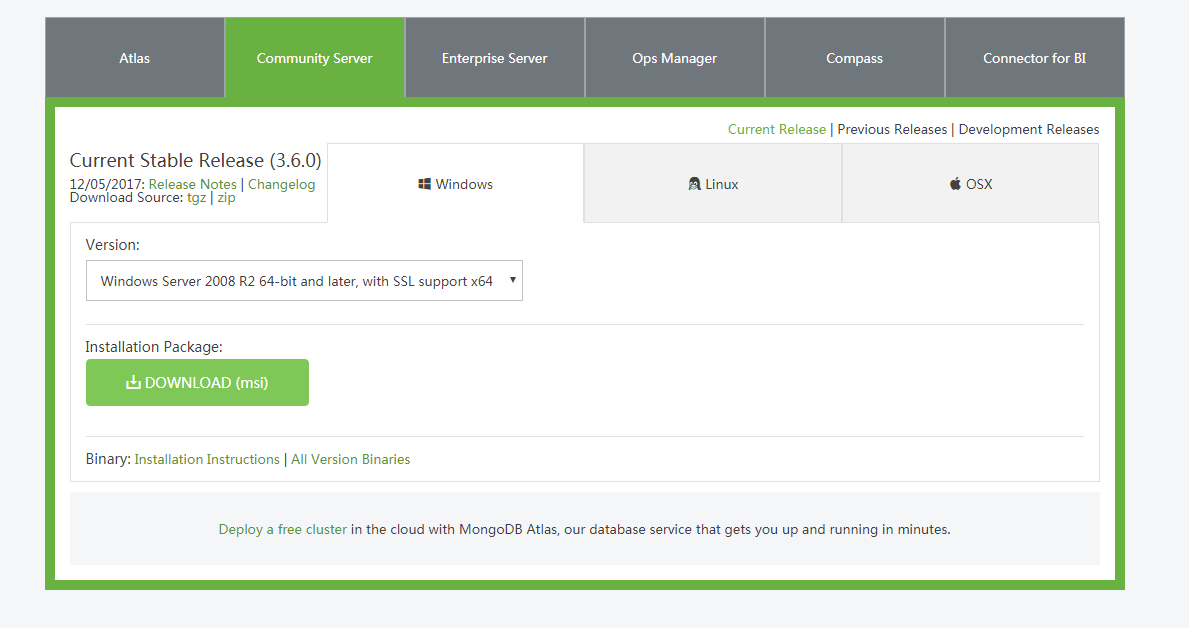 Atlas
Community Server
Enterprise Server
Ops Manager
Compass
Connector for BI
Current Release | Previous Releases | Development Releases
Current Stable Release (3.6.0)
12/05/2017: Release Notes | Changelog
Download Source: tgz | zip
Windows
Linux
OSX
Version:
Windows Server 2008 R2 64-bit and later, with SSL support x64
Installation Package:
DOWNLOAD (msi)
Binary: Installation Instructions | All Version Binaries
Deploy a free cluster in the cloud with MongoDB Atlas, our database service that gets you up and running in minutes.